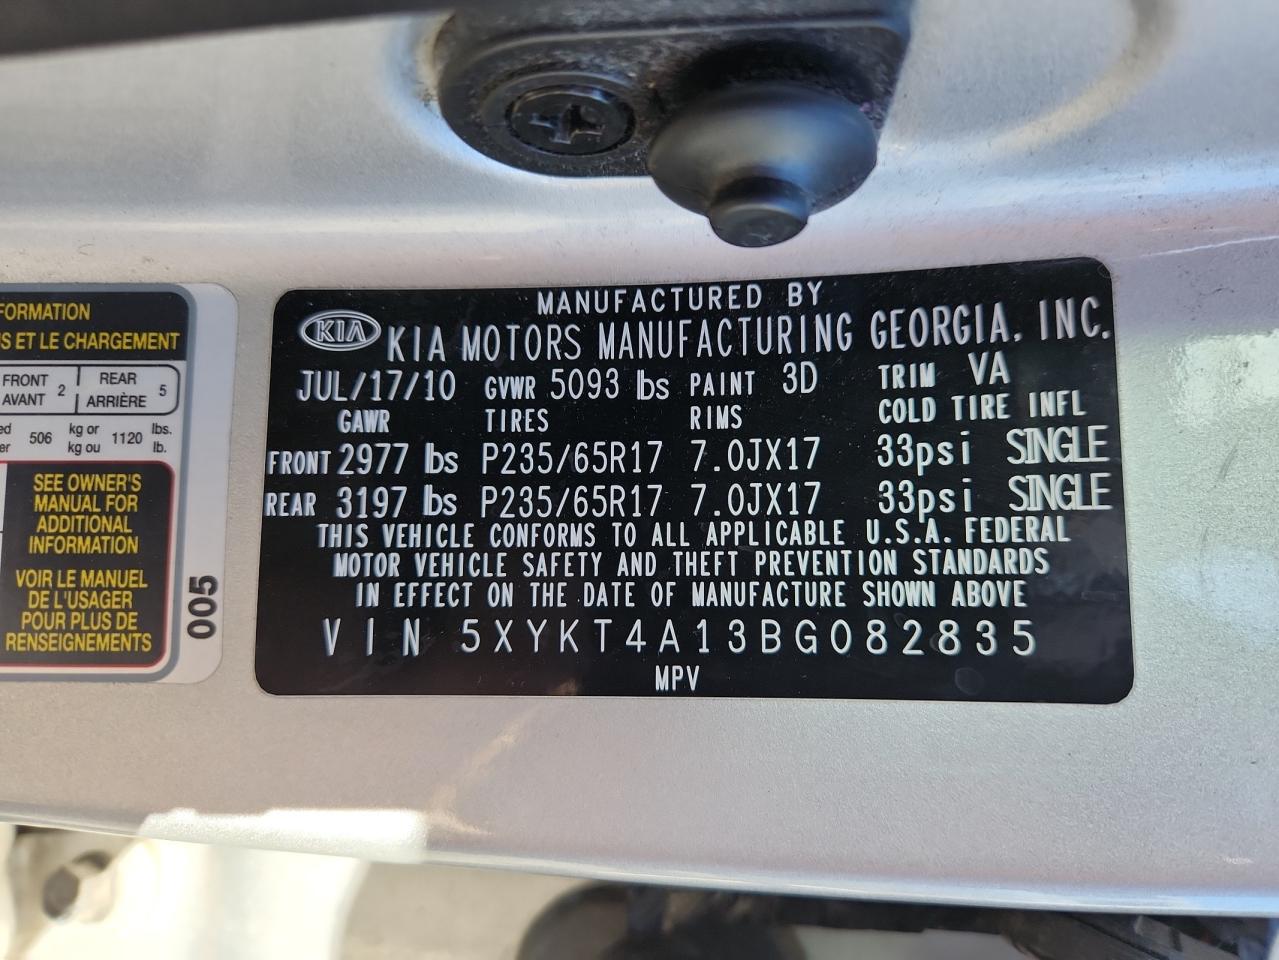 FORMATION
S ET LE CHARGEMENT
FRONT AVANT 2 REAR ARRIÈRE 5
506 kg or kg ou 1120 lbs. lb.
SEE OWNER'S
MANUAL FOR
ADDITIONAL
INFORMATION
VOIR LE MANUEL
DE L'USAGER
POUR PLUS DE
RENSEIGNEMENTS
005
MANUFACTURED BY
KIA KIA MOTORS MANUFACTURING GEORGIA, INC.
JUL/17/10 GVWR 5093 lbs PAINT 3D TRIM VA
GAWR TIRES RIMS COLD TIRE INFL
FRONT 2977 lbs P235/65R17 7.0JX17 33psi SINGLE
REAR 3197 lbs P235/65R17 7.0JX17 33psi SINGLE
THIS VEHICLE CONFORMS TO ALL APPLICABLE U.S.A. FEDERAL
MOTOR VEHICLE SAFETY AND THEFT PREVENTION STANDARDS
IN EFFECT ON THE DATE OF MANUFACTURE SHOWN ABOVE
VIN 5XYKT4A13BG082835
MPV